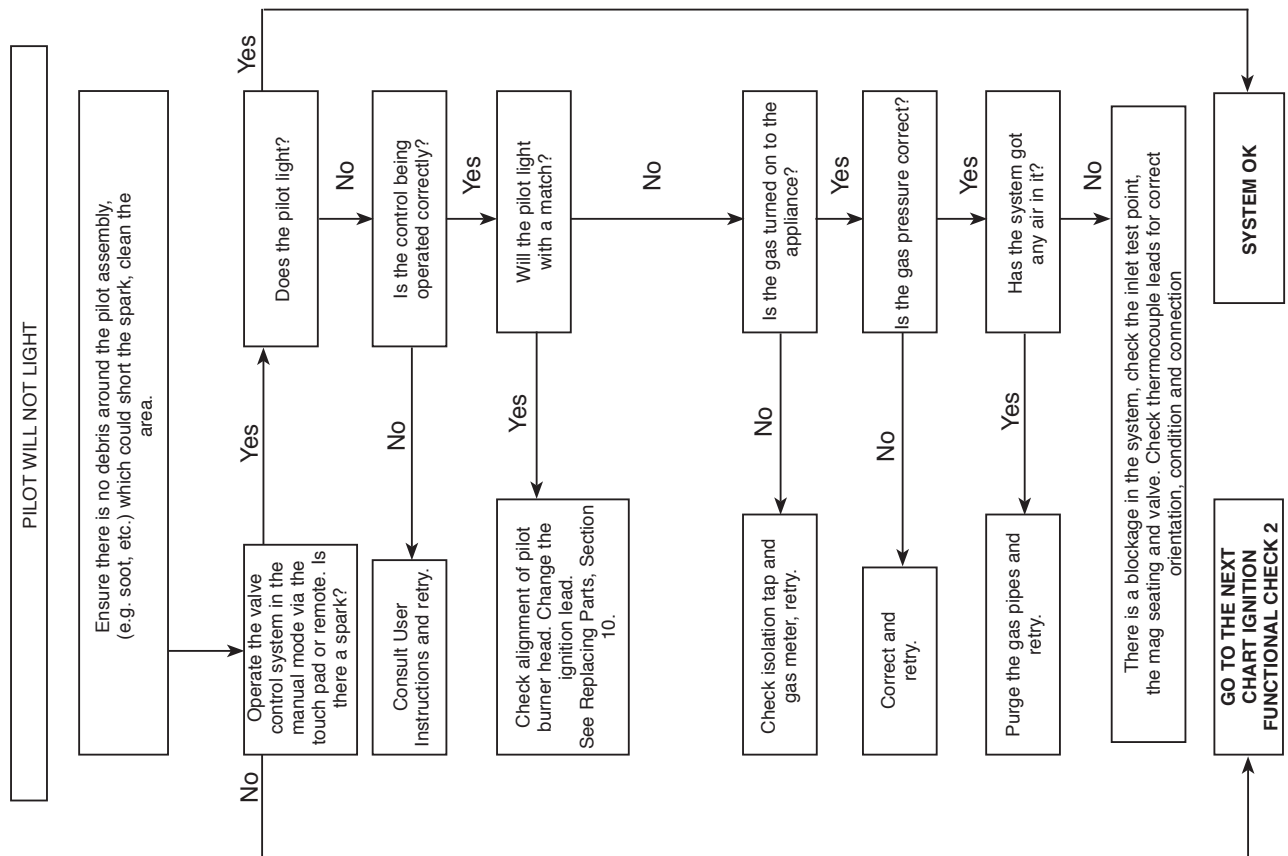 PILOT WILL NOT LIGHT
Ensure there is no debris around the pilot assembly,
(e.g. soot, etc.) which could short the spark, clean the
area.
Operate the valve
control system in the
manual mode via the
touch pad or remote. Is
there a spark?
No
Yes
Does the pilot light?
Yes
No
Is the control being
operated correctly?
No
Consult User
Instructions and retry.
Yes
Will the pilot light
with a match?
Yes
Check alignment of pilot
burner head. Change the
ignition lead.
See Replacing Parts, Section
10.
No
Is the gas turned on to the
appliance?
No
Check isolation tap and
gas meter, retry.
Yes
Is the gas pressure correct?
No
Correct and
retry.
Yes
Has the system got
any air in it?
Yes
Purge the gas pipes and
retry.
No
There is a blockage in the system, check the inlet test point,
the mag seating and valve. Check thermocouple leads for correct
orientation, condition and connection
GO TO THE NEXT
CHART IGNITION
FUNCTIONAL CHECK 2
SYSTEM OK